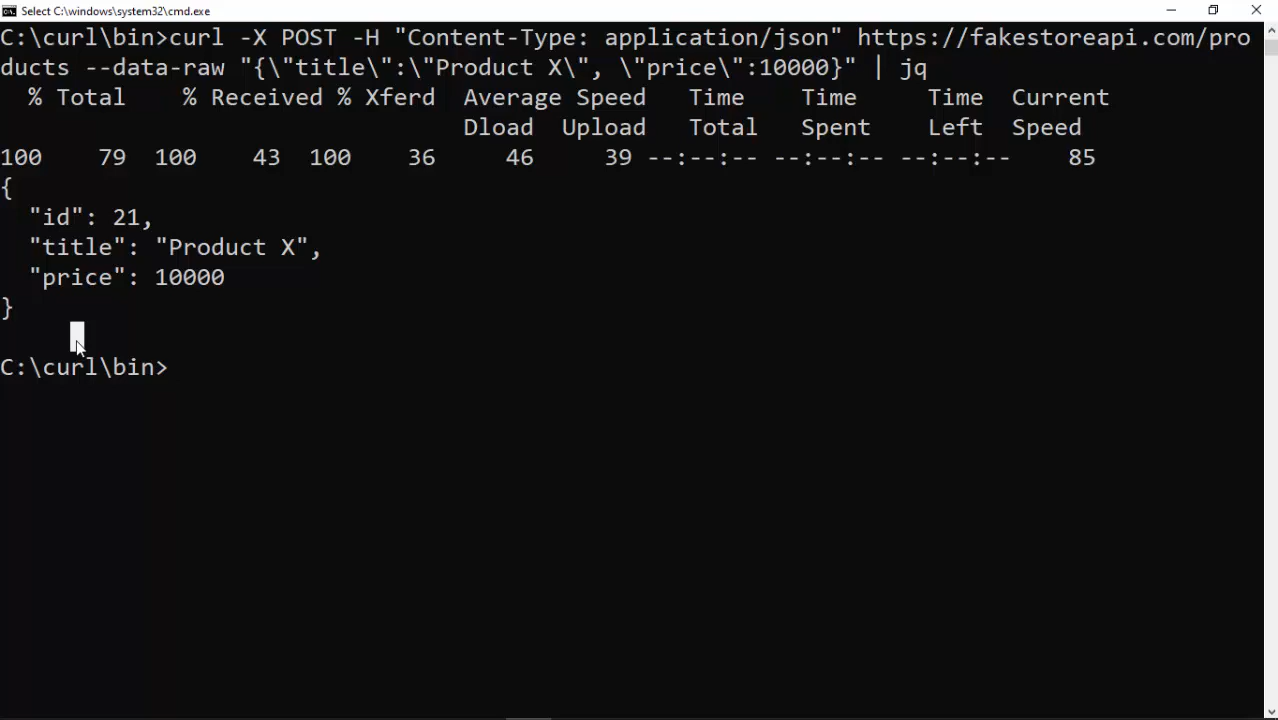 Select C:\windows\system32\cmd.exe
C:\curl\bin>curl -X POST -H "Content-Type: application/json" https://fakestoreapi.com/pro
ducts --data-raw "{\"title\":\"Product X\", \"price\":10000}" | jq
  % Total    % Received % Xferd  Average Speed   Time    Time     Time  Current
                                 Dload  Upload   Total   Spent    Left  Speed
100    79  100    43  100    36     46     39 --:--:-- --:--:-- --:--:--    85
{
  "id": 21,
  "title": "Product X",
  "price": 10000
}
C:\curl\bin>